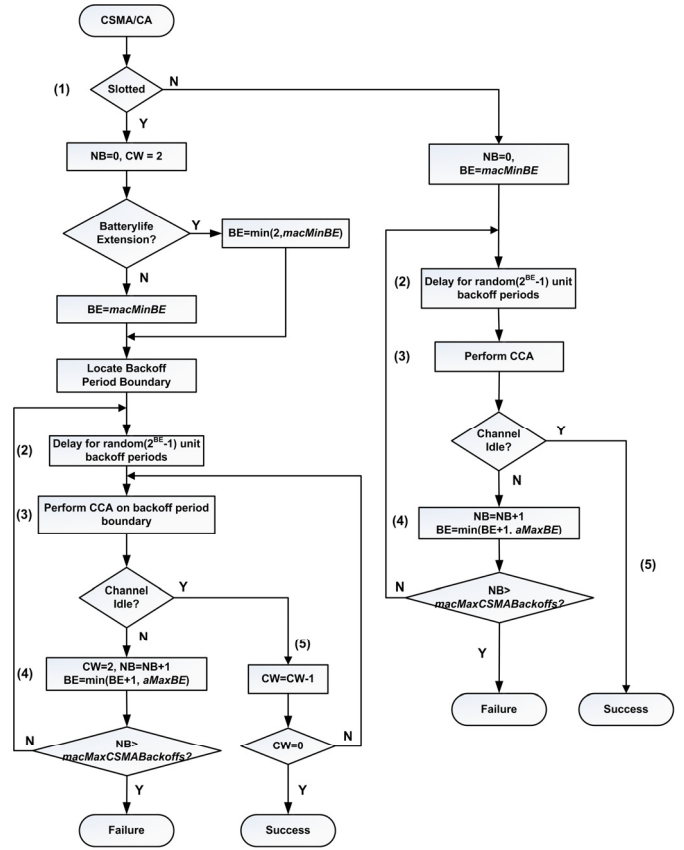 CSMA/CA
(1)
Slotted
N
Y
NB=0, CW = 2
Batterylife
Extension?
Y
BE=min(2,macMinBE)
N
BE=macMinBE
Locate Backoff
Period Boundary
(2)
Delay for random(2^BE-1) unit
backoff periods
(3)
Perform CCA on backoff period
boundary
Channel
Idle?
Y
N
(4)
CW=2, NB=NB+1
BE=min(BE+1, aMaxBE)
(5)
CW=CW-1
N
NB>
macMaxCSMABackoffs?
CW=0
N
Y
Y
Failure
Success
NB=0,
BE=macMinBE
(2)
Delay for random(2^BE-1) unit
backoff periods
(3)
Perform CCA
Channel
Idle?
Y
N
(4)
NB=NB+1
BE=min(BE+1. aMaxBE)
(5)
N
NB>
macMaxCSMABackoffs?
Y
Failure
Success